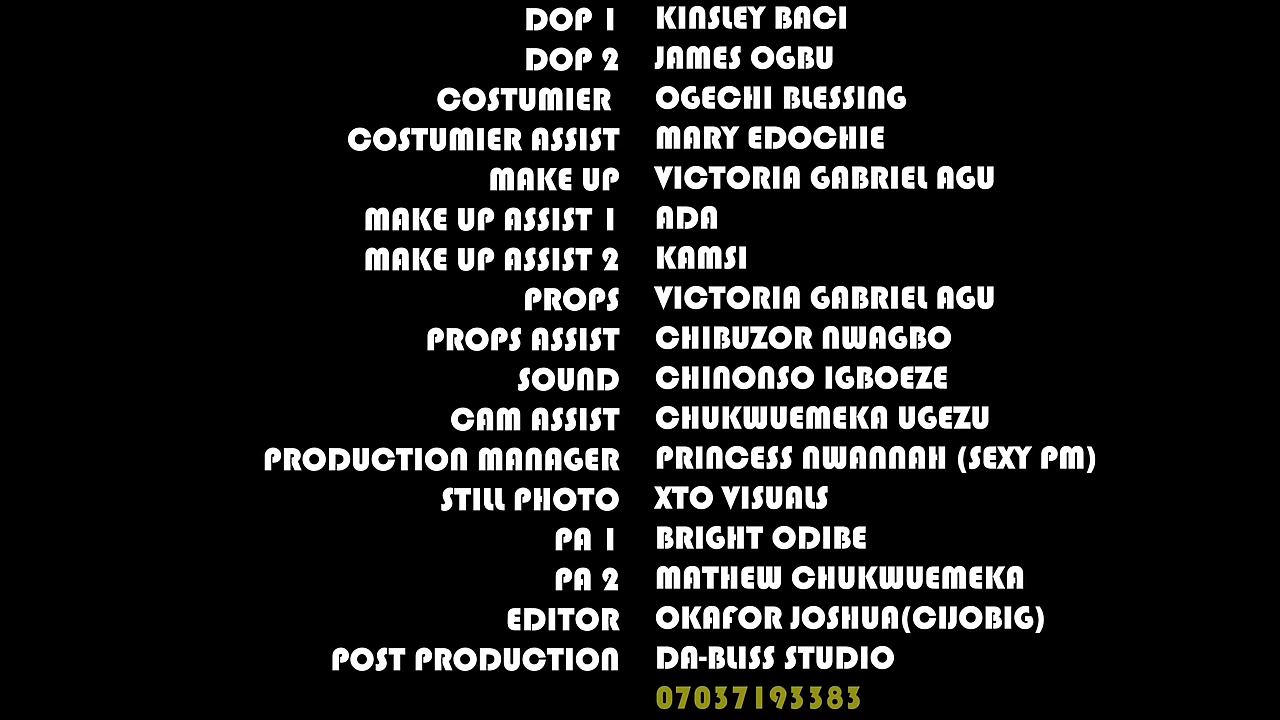 DOP 1 KINSLEY BACI
DOP 2 JAMES OGBU
COSTUMIER OGECHI BLESSING
COSTUMIER ASSIST MARY EDOCHIE
MAKE UP VICTORIA GABRIEL AGU
MAKE UP ASSIST 1 ADA
MAKE UP ASSIST 2 KAMSI
PROPS VICTORIA GABRIEL AGU
PROPS ASSIST CHIBUZOR NWAGBO
SOUND CHINONSO IGBOEZE
CAM ASSIST CHUKWUEMEKA UGEZU
PRODUCTION MANAGER PRINCESS NWANNAH (SEXY PM)
STILL PHOTO XTO VISUALS
PA 1 BRIGHT ODIBE
PA 2 MATHEW CHUKWUEMEKA
EDITOR OKAFOR JOSHUA(CIJOBIG)
POST PRODUCTION DA-BLISS STUDIO
07037193383